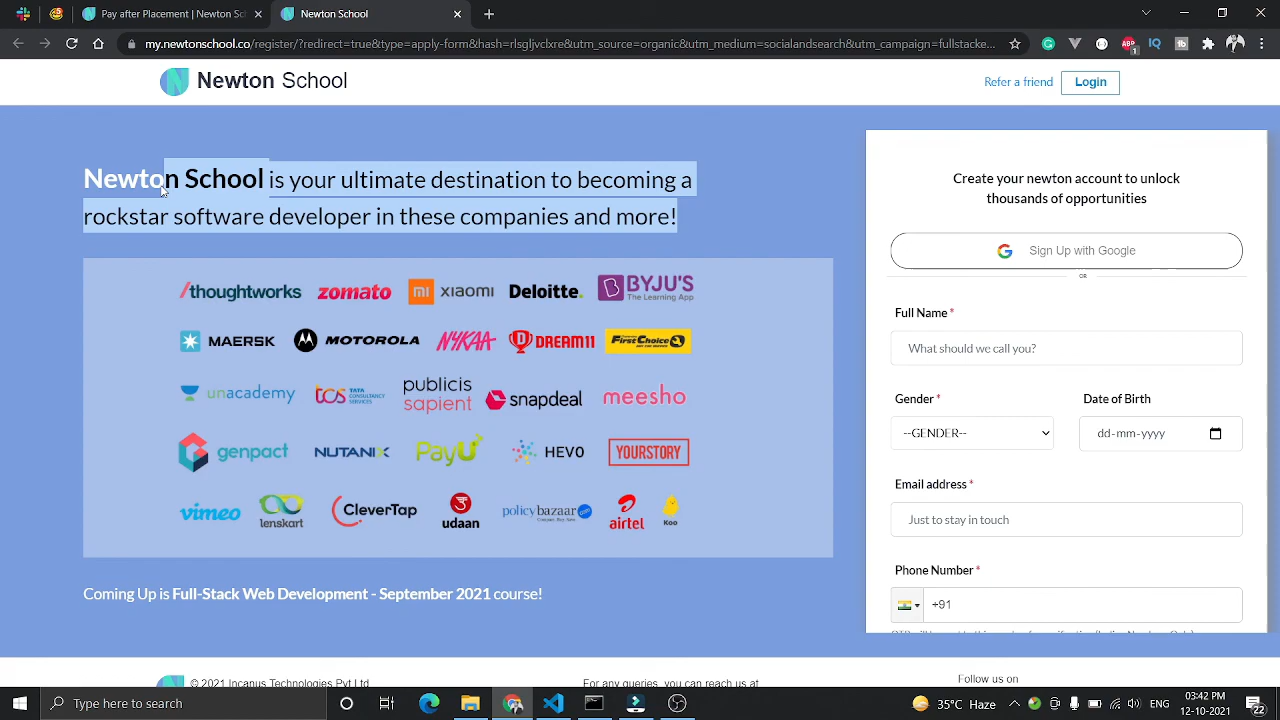 Pay after Placement | Newton Sch
Newton School
my.newtonschool.co/register/?redirect=true&type=apply-form&hash=rlsgljvclxre&utm_source=organic&utm_medium=socialandsearch&utm_campaign=fullstacke...
Newton School
Refer a friend
Login
Newton School is your ultimate destination to becoming a
rockstar software developer in these companies and more!
/thoughtworks zomato mi xiaomi Deloitte. BYJU'S
The Learning App
MAERSK MOTOROLA NYKAA DREAM11 FirstChoice
unacademy tcs TATA CONSULTANCY SERVICES publicis sapient snapdeal meesho
genpact NUTANIX PayU HEVO YOURSTORY
vimeo lenskart CleverTap udaan policybazaar.com airtel Koo
Coming Up is Full-Stack Web Development - September 2021 course!
Create your newton account to unlock
thousands of opportunities
Sign Up with Google
OR
Full Name *
What should we call you?
Gender * Date of Birth
--GENDER-- dd-mm-yyyy
Email address *
Just to stay in touch
Phone Number *
+91
© 2021 Incanus Technologies Pvt Ltd
For any queries, you can reach us at
Follow us on
Type here to search
35°C Haze
ENG
03:42 PM
12-10-2021
22